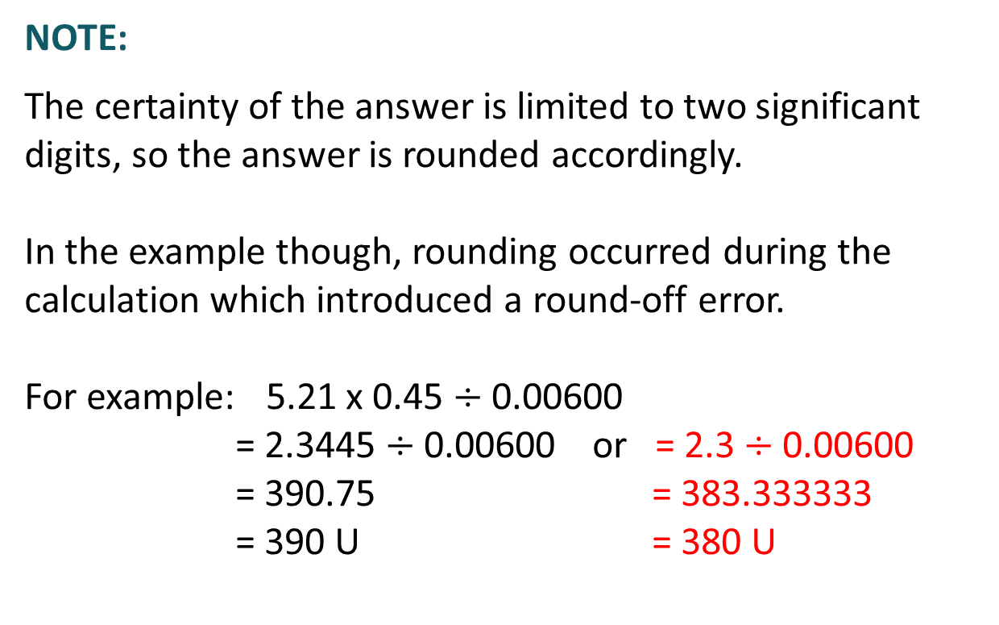 NOTE:
The certainty of the answer is limited to two significant
digits, so the answer is rounded accordingly.
In the example though, rounding occurred during the
calculation which introduced a round-off error.
For example: 5.21 x 0.45 ÷ 0.00600
= 2.3445 ÷ 0.00600 or = 2.3 ÷ 0.00600
= 390.75 = 383.333333
= 390 U = 380 U